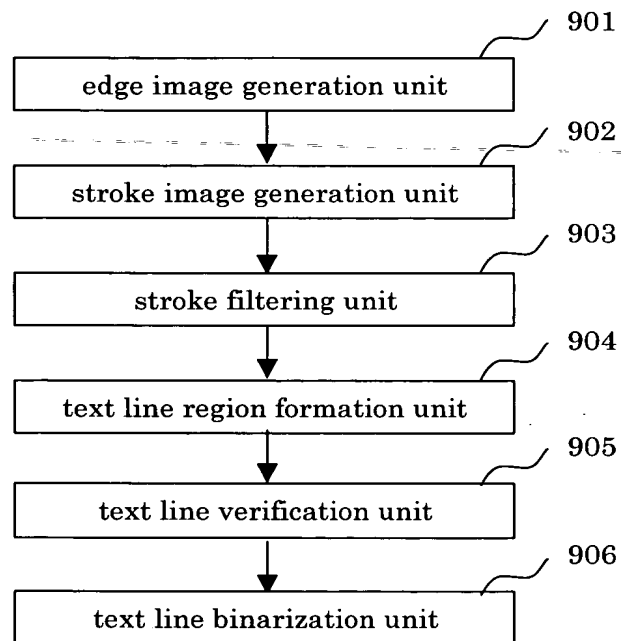 901
edge image generation unit
902
stroke image generation unit
903
stroke filtering unit
904
text line region formation unit
905
text line verification unit
906
text line binarization unit